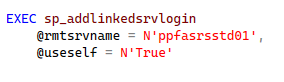 EXEC sp_addlinkedsrvlogin
@rmtsrvname = N'ppfasrsstd01',
@useself = N'True'